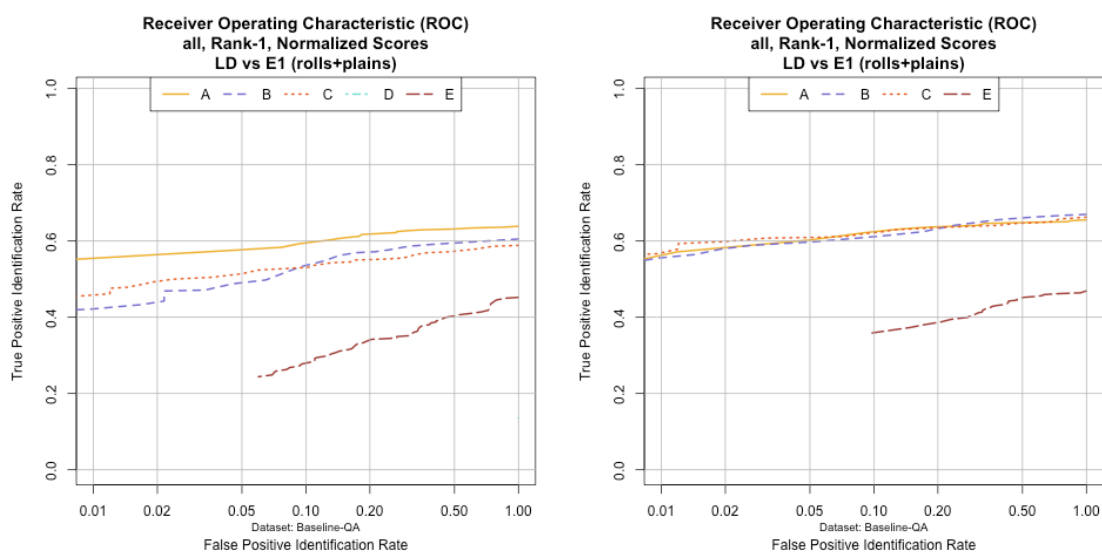 Receiver Operating Characteristic (ROC)
all, Rank-1, Normalized Scores
LD vs E1 (rolls+plains)
A B C D E
True Positive Identification Rate
1.0
0.8
0.6
0.4
0.2
0.0
0.01 0.02 0.05 0.10 0.20 0.50 1.00
Dataset: Baseline-QA
False Positive Identification Rate
Receiver Operating Characteristic (ROC)
all, Rank-1, Normalized Scores
LD vs E1 (rolls+plains)
A B C E
True Positive Identification Rate
1.0
0.8
0.6
0.4
0.2
0.0
0.01 0.02 0.05 0.10 0.20 0.50 1.00
Dataset: Baseline-QA
False Positive Identification Rate